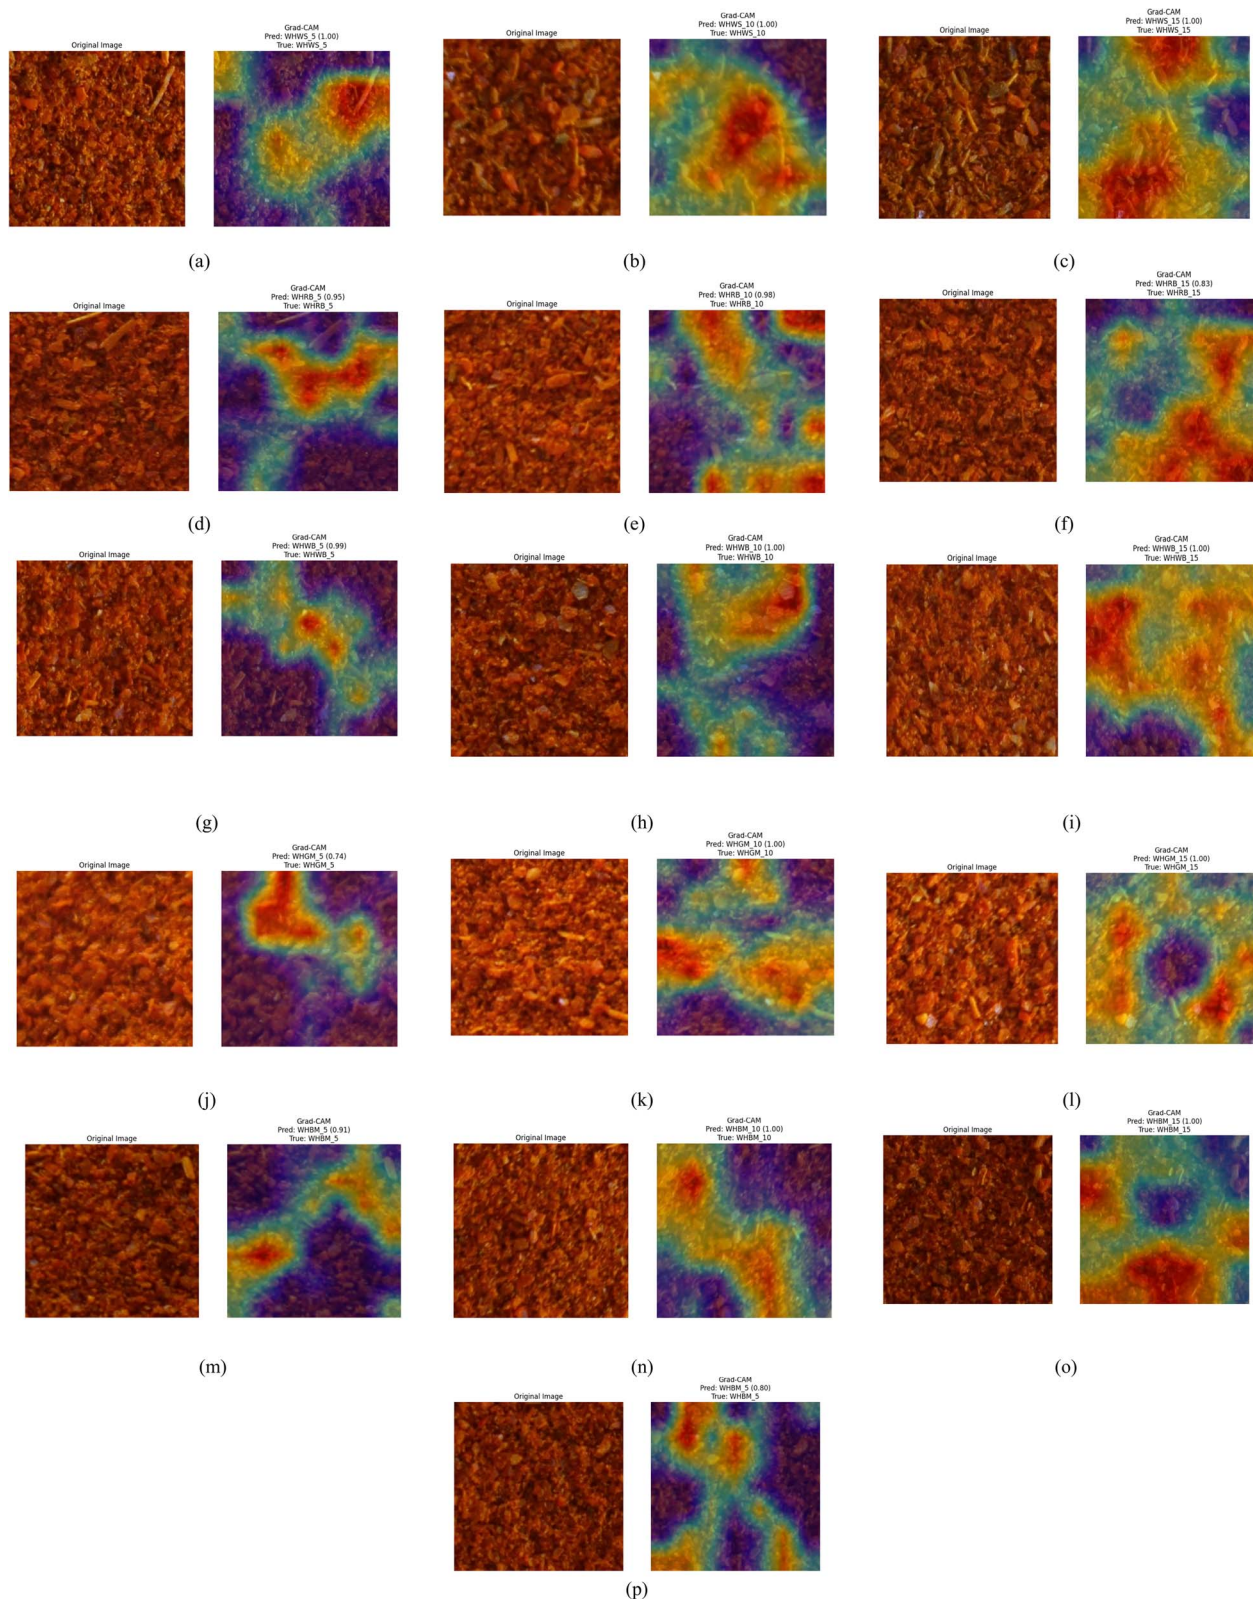 Original Image
Grad-CAM
Pred: WHWS_5 (1.00)
True: WHWS_5
(a)
Original Image
Grad-CAM
Pred: WHWS_10 (1.00)
True: WHWS_10
(b)
Original Image
Grad-CAM
Pred: WHWS_15 (1.00)
True: WHWS_15
(c)
Original Image
Grad-CAM
Pred: WHRB_5 (0.95)
True: WHRB_5
(d)
Original Image
Grad-CAM
Pred: WHRB_10 (0.98)
True: WHRB_10
(e)
Original Image
Grad-CAM
Pred: WHRB_15 (0.83)
True: WHRB_15
(f)
Original Image
Grad-CAM
Pred: WHWB_5 (0.99)
True: WHWB_5
(g)
Original Image
Grad-CAM
Pred: WHWB_10 (1.00)
True: WHWB_10
(h)
Original Image
Grad-CAM
Pred: WHWB_15 (1.00)
True: WHWB_15
(i)
Original Image
Grad-CAM
Pred: WHGM_5 (0.74)
True: WHGM_5
(j)
Original Image
Grad-CAM
Pred: WHGM_10 (1.00)
True: WHGM_10
(k)
Original Image
Grad-CAM
Pred: WHGM_15 (1.00)
True: WHGM_15
(l)
Original Image
Grad-CAM
Pred: WHBM_5 (0.91)
True: WHBM_5
(m)
Original Image
Grad-CAM
Pred: WHBM_10 (1.00)
True: WHBM_10
(n)
Original Image
Grad-CAM
Pred: WHBM_15 (1.00)
True: WHBM_15
(o)
Original Image
Grad-CAM
Pred: WHBM_5 (0.80)
True: WHBM_5
(p)